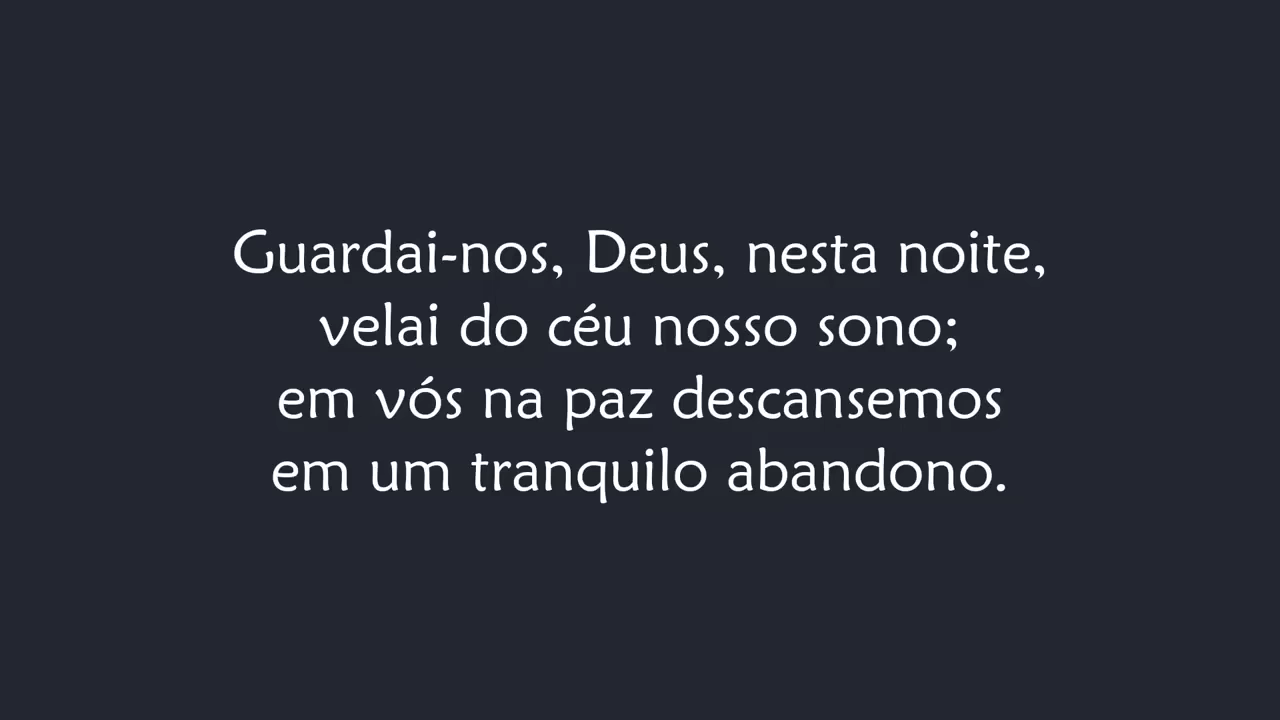 Guardai-nos, Deus, nesta noite,
velai do céu nosso sono;
em vós na paz descansemos
em um tranquilo abandono.